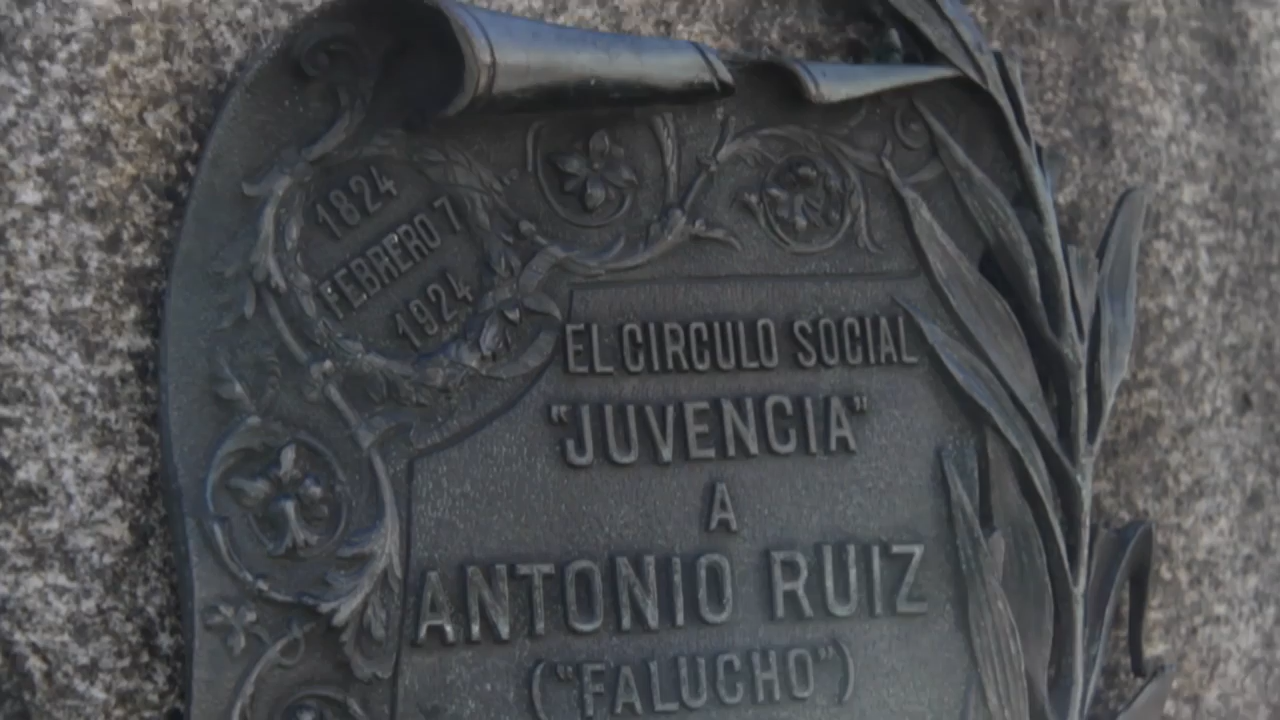 1824
FEBRERO 7
1924
EL CIRCULO SOCIAL
"JUVENCIA"
A
ANTONIO RUIZ
("FALUCHO")